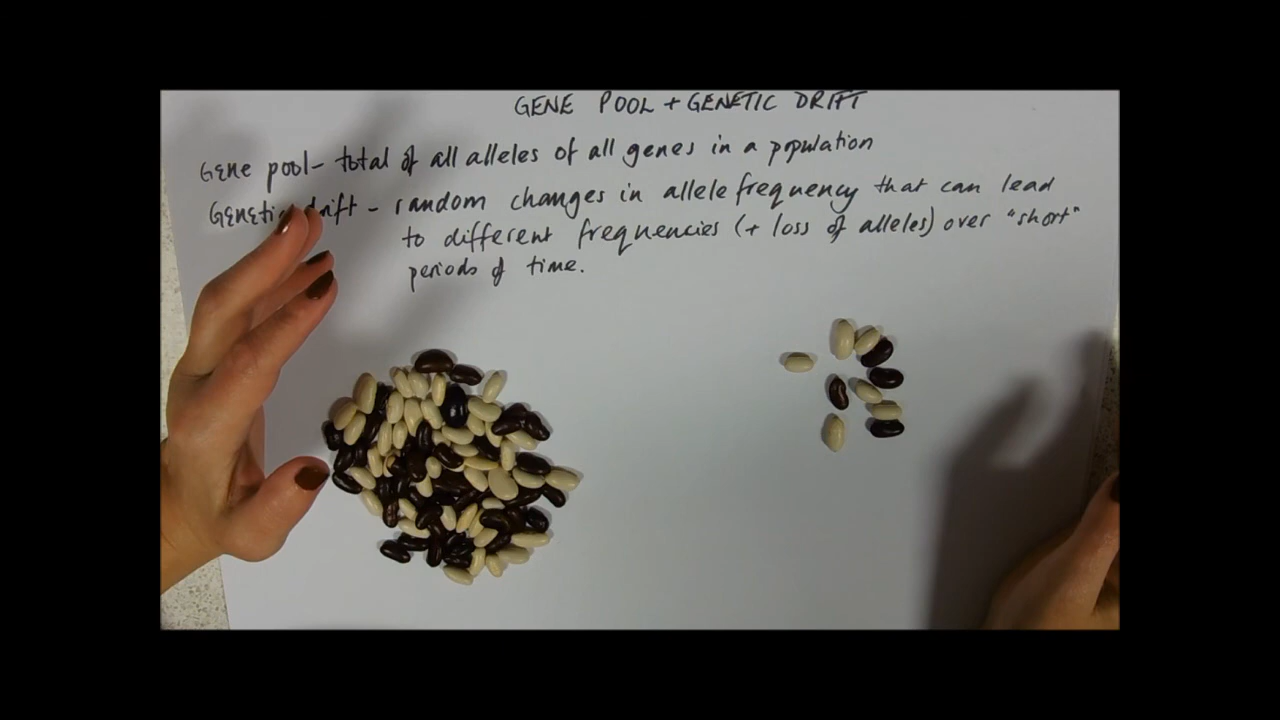 GENE POOL + GENETIC DRIFT
Gene pool - total of all alleles of all genes in a population
Genetic drift - random changes in allele frequency that can lead
to different frequencies (+ loss of alleles) over "short"
periods of time.